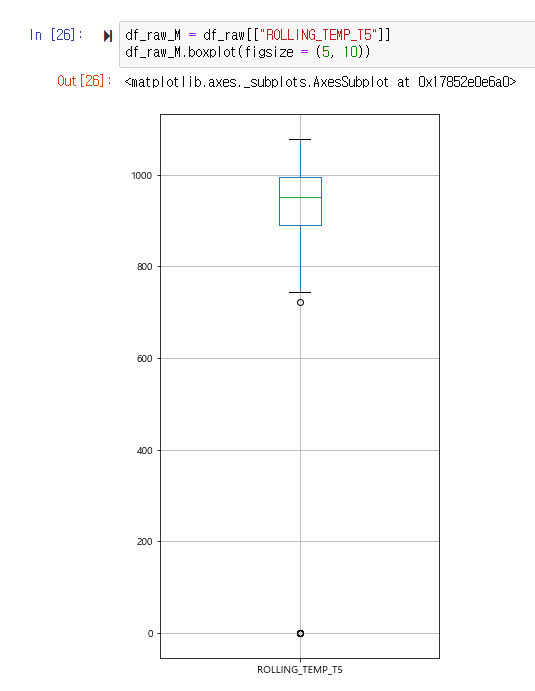 In [26]:
df_raw_M = df_raw[["ROLLING_TEMP_T5"]]
df_raw_M.boxplot(figsize = (5, 10))
Out[26]: <matplotlib.axes._subplots.AxesSubplot at 0x17852e0e6a0>
1000
800
600
400
200
0
ROLLING_TEMP_T5